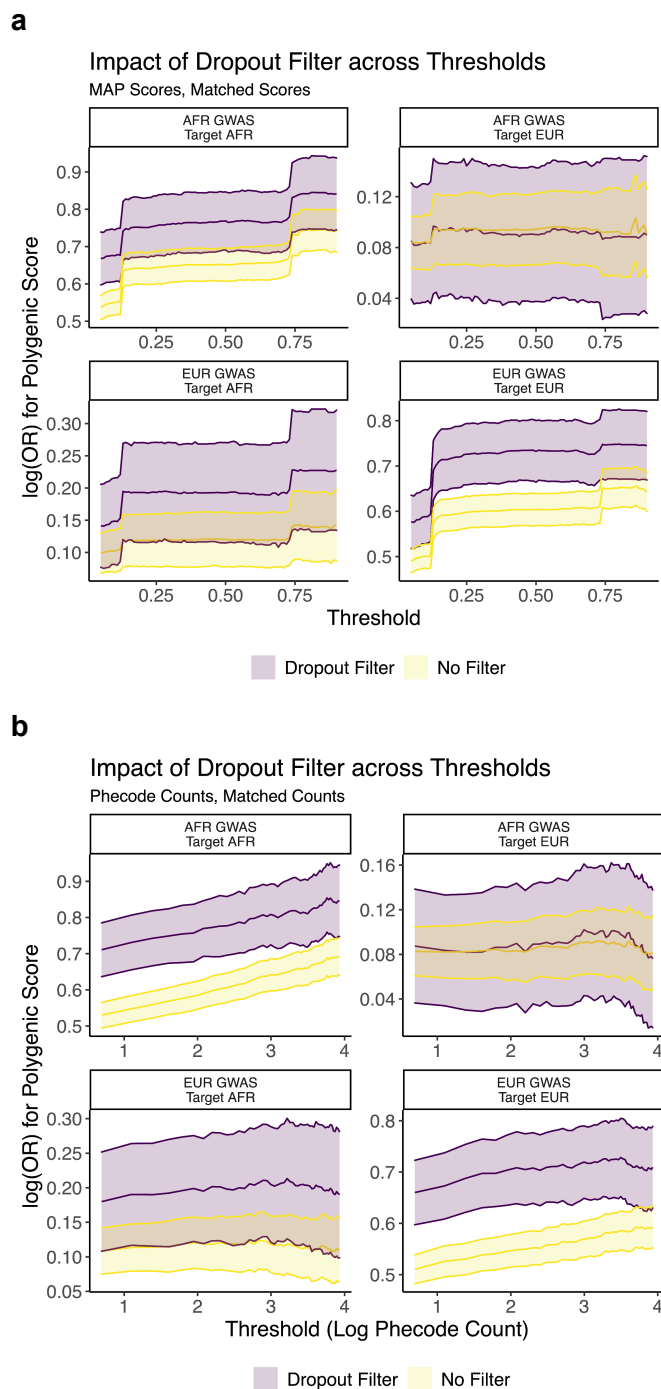 a
Impact of Dropout Filter across Thresholds
MAP Scores, Matched Scores
AFR GWAS
Target AFR
AFR GWAS
Target EUR
0.9
0.8
0.7
0.6
0.5
0.12
0.08
0.04
0.25 0.50 0.75
0.25 0.50 0.75
EUR GWAS
Target AFR
EUR GWAS
Target EUR
0.30
0.25
0.20
0.15
0.10
0.8
0.7
0.6
0.5
0.25 0.50 0.75
0.25 0.50 0.75
log(OR) for Polygenic Score
Threshold
Dropout Filter No Filter
b
Impact of Dropout Filter across Thresholds
Phecode Counts, Matched Counts
AFR GWAS
Target AFR
AFR GWAS
Target EUR
0.9
0.8
0.7
0.6
0.5
0.16
0.12
0.08
0.04
1 2 3 4
1 2 3 4
EUR GWAS
Target AFR
EUR GWAS
Target EUR
0.30
0.25
0.20
0.15
0.10
0.05
0.8
0.7
0.6
0.5
1 2 3 4
1 2 3 4
log(OR) for Polygenic Score
Threshold (Log Phecode Count)
Dropout Filter No Filter